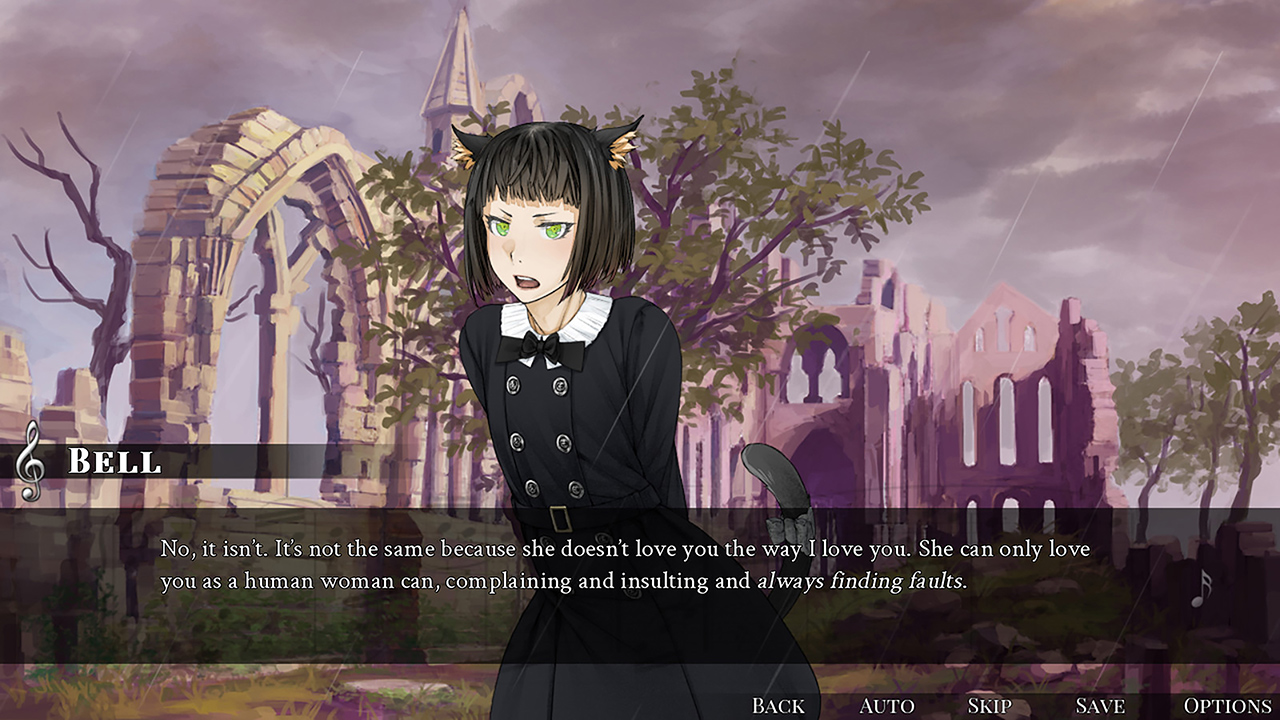 BELL
No, it isn't. It's not the same because she doesn't love you the way I love you. She can only love
you as a human woman can, complaining and insulting and always finding faults.
BACK AUTO SKIP SAVE OPTIONS